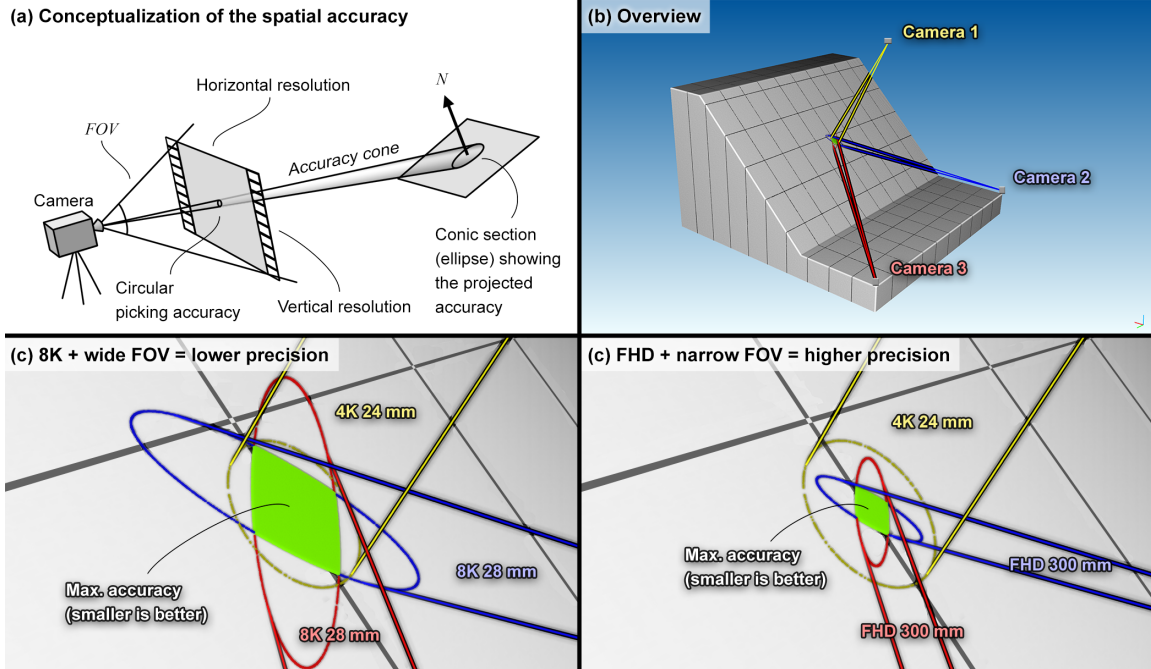 (a) Conceptualization of the spatial accuracy
Horizontal resolution
FOV
N
Accuracy cone
Camera
Circular
picking accuracy
Vertical resolution
Conic section
(ellipse) showing
the projected
accuracy
(b) Overview
Camera 1
Camera 2
Camera 3
(c) 8K + wide FOV = lower precision
4K 24 mm
Max. accuracy
(smaller is better)
8K 28 mm
8K 28 mm
(c) FHD + narrow FOV = higher precision
4K 24 mm
Max. accuracy
(smaller is better)
FHD 300 mm
FHD 300 mm